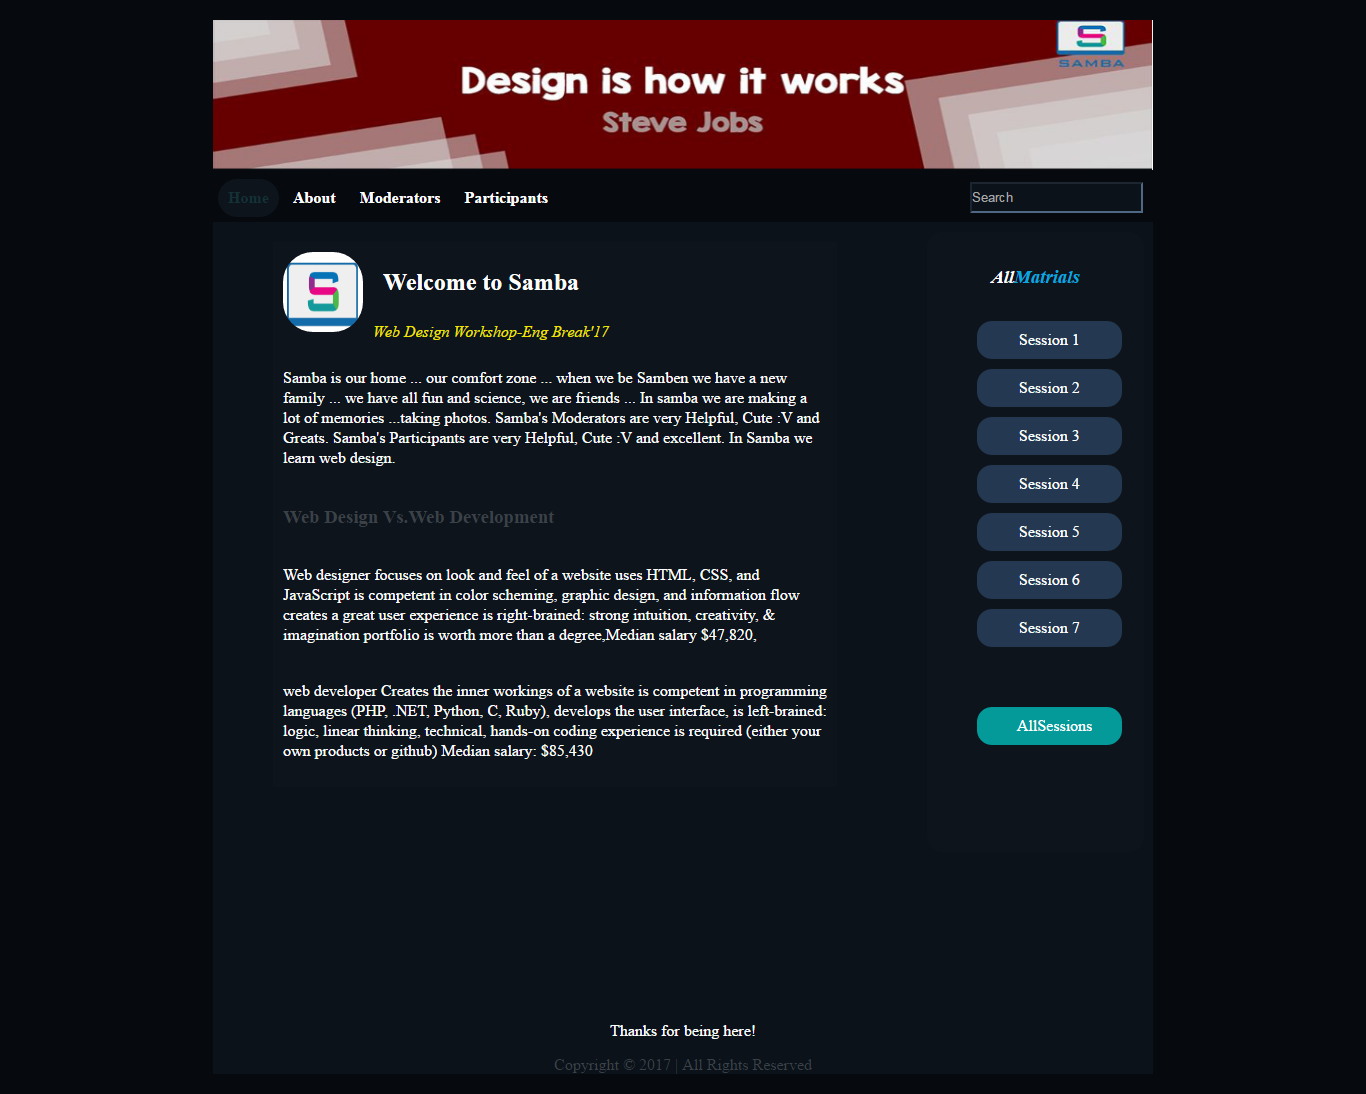 SAMBA
Design is how it works
Steve Jobs
Home About Moderators Participants Search
Welcome to Samba
Web Design Workshop-Eng Break'17
Samba is our home ... our comfort zone ... when we be Samben we have a new
family ... we have all fun and science, we are friends ... In samba we are making a
lot of memories ...taking photos. Samba's Moderators are very Helpful, Cute :V and
Greats. Samba's Participants are very Helpful, Cute :V and excellent. In Samba we
learn web design.
Web Design Vs.Web Development
Web designer focuses on look and feel of a website uses HTML, CSS, and
JavaScript is competent in color scheming, graphic design, and information flow
creates a great user experience is right-brained: strong intuition, creativity, &
imagination portfolio is worth more than a degree,Median salary $47,820,
web developer Creates the inner workings of a website is competent in programming
languages (PHP, .NET, Python, C, Ruby), develops the user interface, is left-brained:
logic, linear thinking, technical, hands-on coding experience is required (either your
own products or github) Median salary: $85,430
AllMatrials
Session 1
Session 2
Session 3
Session 4
Session 5
Session 6
Session 7
AllSessions
Thanks for being here!
Copyright © 2017 | All Rights Reserved